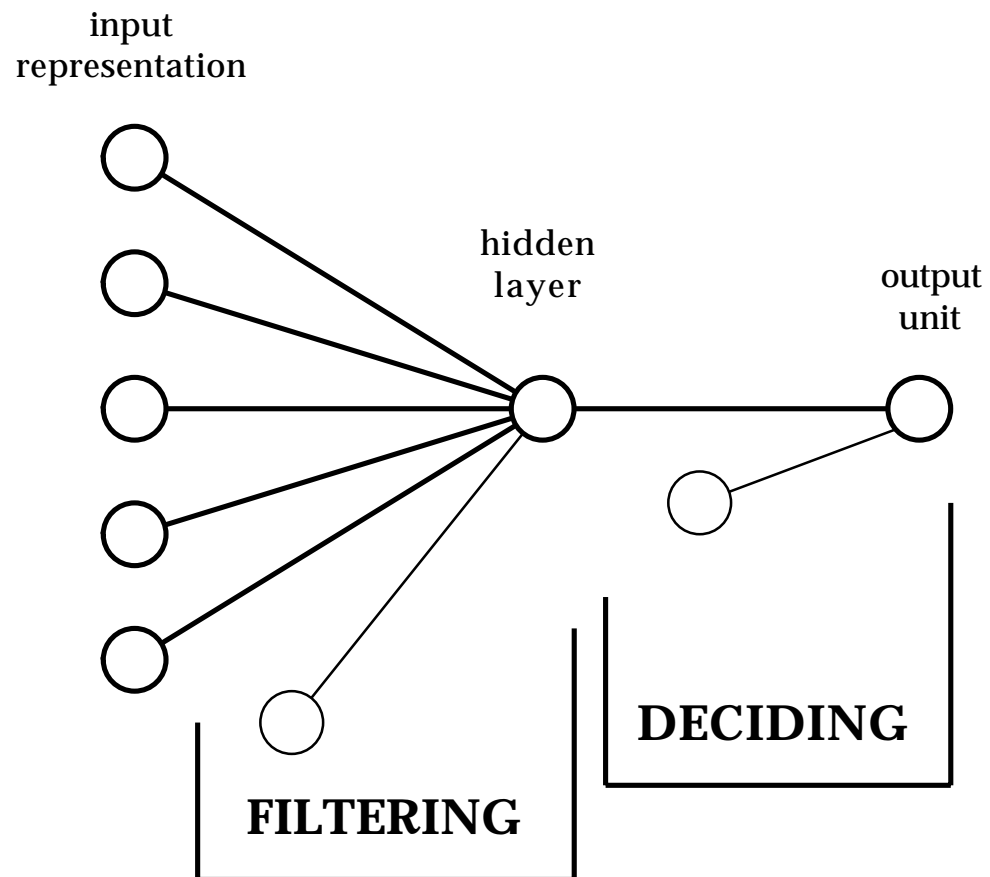 input
representation
hidden
layer
output
unit
DECIDING
FILTERING